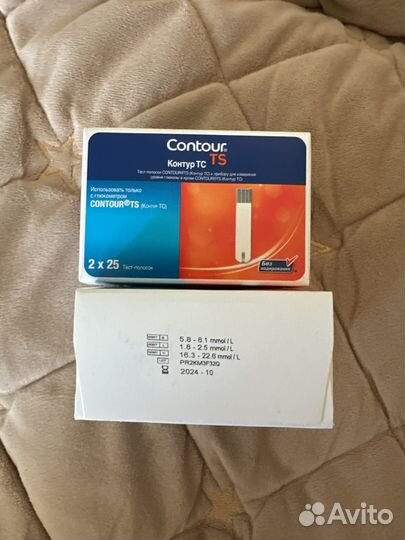 Contour
TS
Контур ТС
Тест-полоски CONTOUR®TS (Контур ТС) к прибору для измерения
уровня глюкозы в крови CONTOUR®TS (Контур ТС)
Использовать только
с глюкометром
CONTOUR®TS (Контур ТС)
2 x 25 Тест-полосок
Без
кодирования
5.8 - 8.1 mmol / L
1.8 - 2.5 mmol / L
16.3 - 22.6 mmol / L
LOT PR2KM3F32Q
2024 - 10
Avito